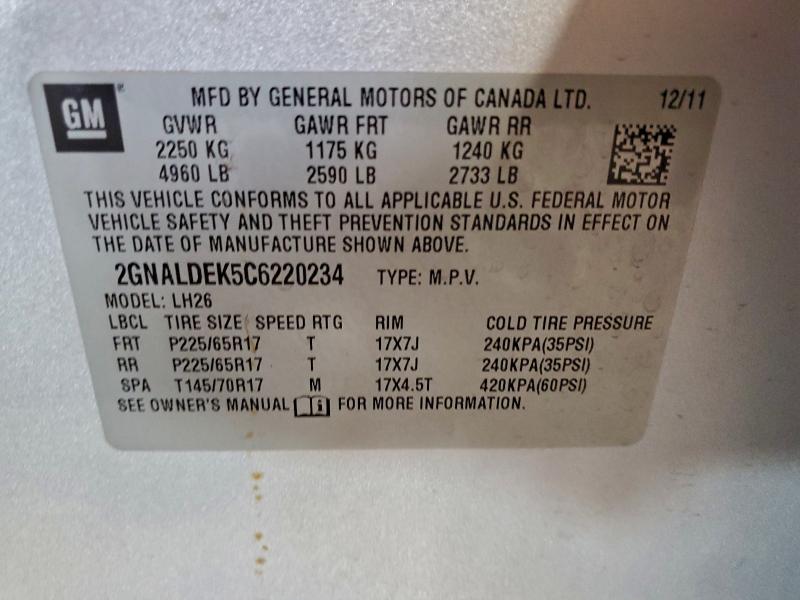 GM
MFD BY GENERAL MOTORS OF CANADA LTD. 12/11
GVWR GAWR FRT GAWR RR
2250 KG 1175 KG 1240 KG
4960 LB 2590 LB 2733 LB
THIS VEHICLE CONFORMS TO ALL APPLICABLE U.S. FEDERAL MOTOR
VEHICLE SAFETY AND THEFT PREVENTION STANDARDS IN EFFECT ON
THE DATE OF MANUFACTURE SHOWN ABOVE.
2GNALDEK5C6220234 TYPE: M.P.V.
MODEL: LH26
LBCL TIRE SIZE SPEED RTG RIM COLD TIRE PRESSURE
FRT P225/65R17 T 17X7J 240KPA(35PSI)
RR P225/65R17 T 17X7J 240KPA(35PSI)
SPA T145/70R17 M 17X4.5T 420KPA(60PSI)
SEE OWNER'S MANUAL FOR MORE INFORMATION.